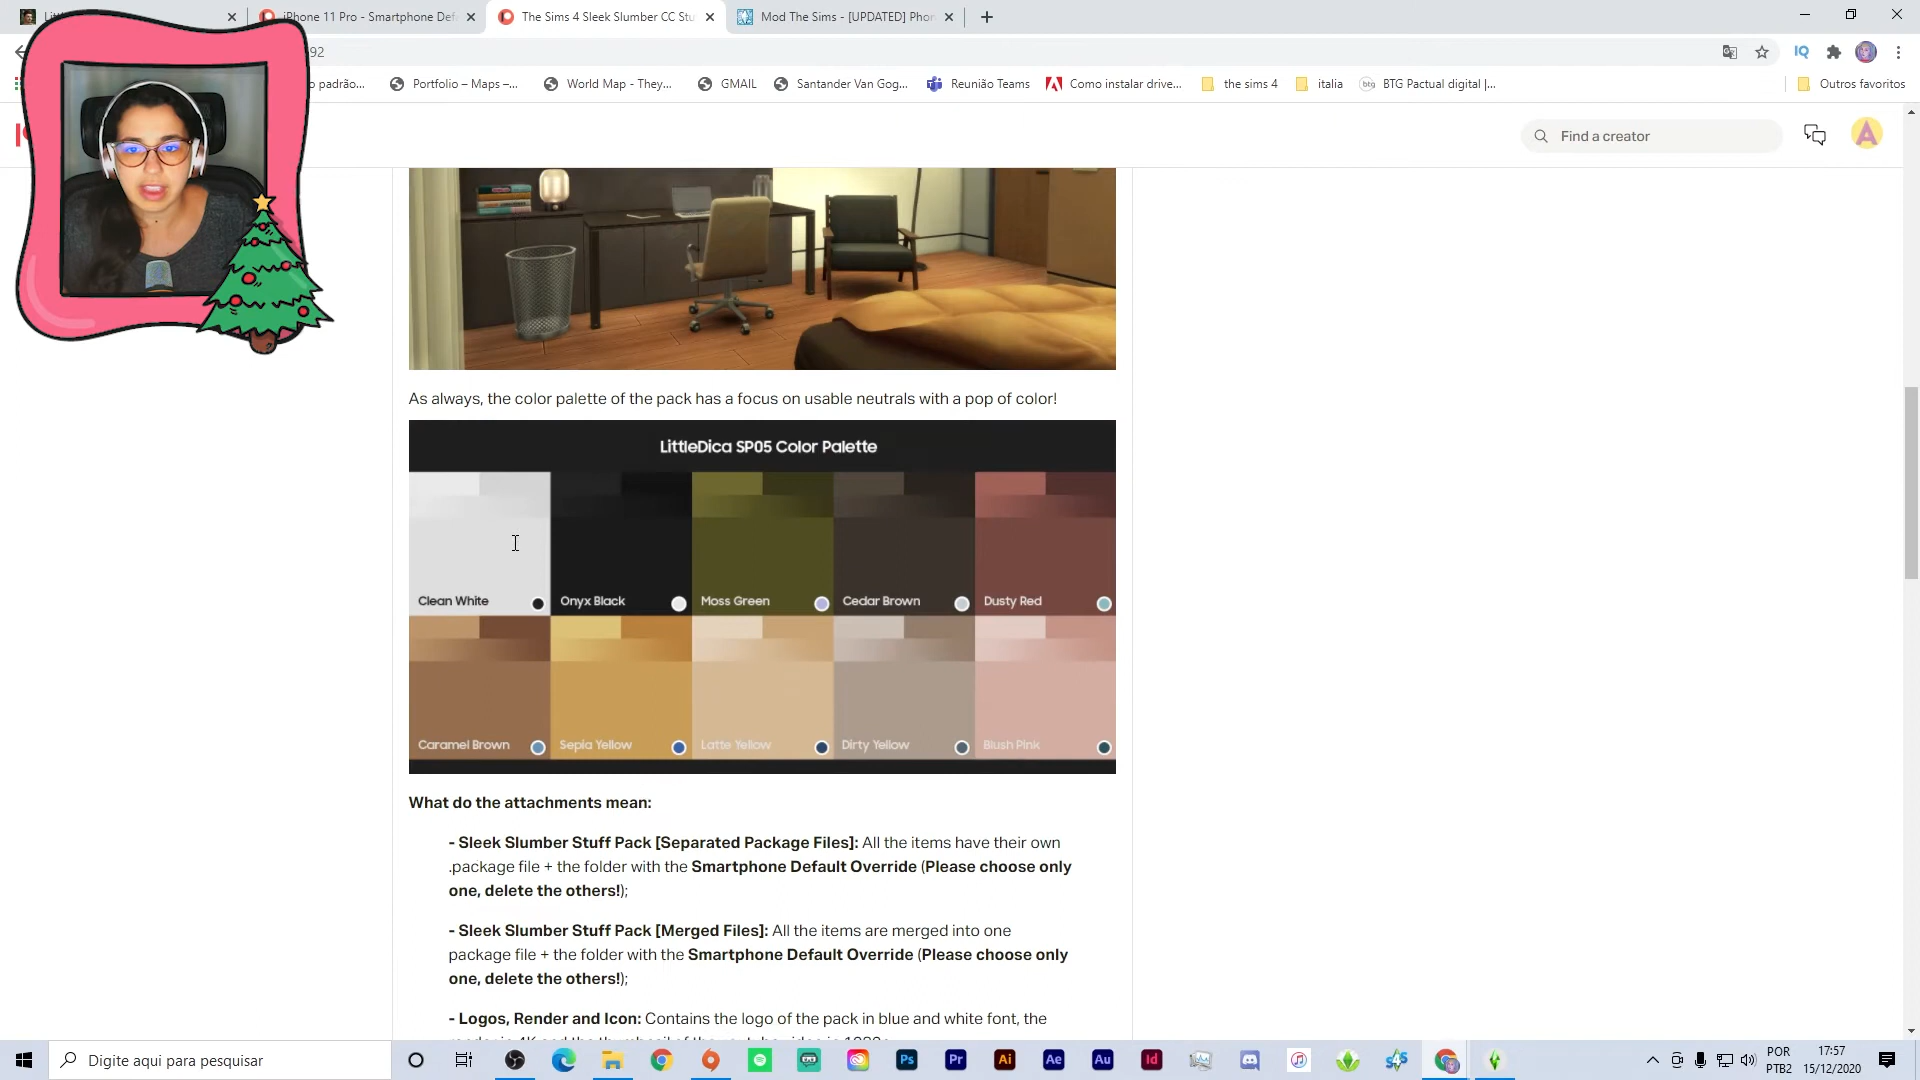 iPhone 11 Pro - Smartphone Def
The Sims 4 Sleek Slumber CC Stu
Mod The Sims - [UPDATED] Phon
92
o padrão...
Portfolio – Maps –...
World Map - They...
GMAIL
Santander Van Gog...
Reunião Teams
Como instalar drive...
the sims 4
italia
BTG Pactual digital |...
Outros favoritos
Find a creator
A
As always, the color palette of the pack has a focus on usable neutrals with a pop of color!
LittleDica SP05 Color Palette
Clean White
Onyx Black
Moss Green
Cedar Brown
Dusty Red
Caramel Brown
Sepia Yellow
Latte Yellow
Dirty Yellow
Blush Pink
What do the attachments mean:
- Sleek Slumber Stuff Pack [Separated Package Files]: All the items have their own
.package file + the folder with the Smartphone Default Override (Please choose only
one, delete the others!);
- Sleek Slumber Stuff Pack [Merged Files]: All the items are merged into one
package file + the folder with the Smartphone Default Override (Please choose only
one, delete the others!);
- Logos, Render and Icon: Contains the logo of the pack in blue and white font, the
Digite aqui para pesquisar
POR
PTB2
17:57
15/12/2020